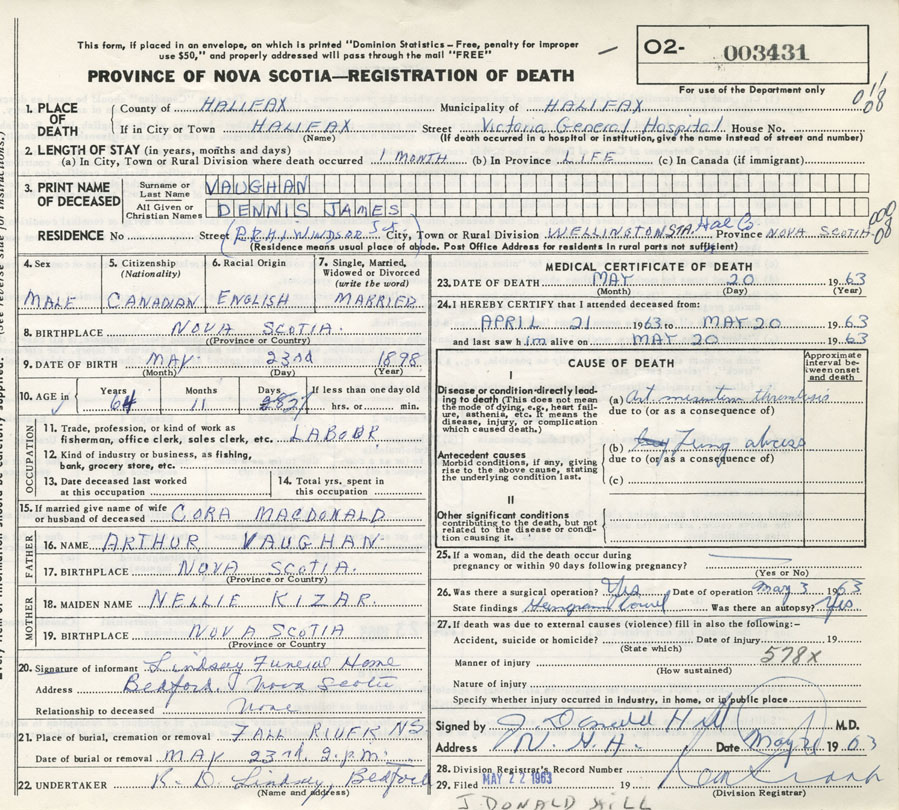 This form, if placed in an envelope, on which is printed "Dominion Statistics – Free, penalty for improper
use $50," and properly addressed will pass through the mail "FREE"
PROVINCE OF NOVA SCOTIA—REGISTRATION OF DEATH
O2- 003431
For use of the Department only
1. PLACE OF DEATH
County of HALIFAX Municipality of HALIFAX
If in City or Town HALIFAX Street Victoria General Hospital House No.
(Name) (If death occurred in a hospital or institution, give the name instead of street and number)
2. LENGTH OF STAY (in years, months and days)
(a) In City, Town or Rural Division where death occurred 1 MONTH (b) In Province LIFE (c) In Canada (if immigrant)
3. PRINT NAME OF DECEASED
Surname or Last Name VAUGHAN
All Given or Christian Names DENNIS JAMES
RESIDENCE No Street R.R.#1, WINDSOR City, Town or Rural Division WELLINGTON STA. Hal Co Province NOVA SCOTIA
(Residence means usual place of abode. Post Office Address for residents in rural parts not sufficient)
4. Sex MALE
5. Citizenship (Nationality) CANADIAN
6. Racial Origin ENGLISH
7. Single, Married, Widowed or Divorced (write the word) MARRIED
8. BIRTHPLACE NOVA SCOTIA.
(Province or Country)
9. DATE OF BIRTH MAY 23rd 1898
(Month) (Day) (Year)
10. AGE in Years 64 Months 11 Days 27 If less than one day old
hrs. or min.
OCCUPATION
11. Trade, profession, or kind of work as
fisherman, office clerk, sales clerk, etc. LABOUR
12. Kind of industry or business, as fishing,
bank, grocery store, etc.
13. Date deceased last worked
at this occupation
14. Total yrs. spent in
this occupation
15. If married give name of wife
or husband of deceased CORA MACDONALD
FATHER
16. NAME ARTHUR VAUGHAN
17. BIRTHPLACE NOVA SCOTIA.
(Province or Country)
MOTHER
18. MAIDEN NAME NELLIE KIZAR.
19. BIRTHPLACE NOVA SCOTIA
(Province or Country)
20. Signature of informant Lindsay Funeral Home
Address Bedford, Nova Scotia
Relationship to deceased None
21. Place of burial, cremation or removal FALL RIVER NS
Date of burial or removal MAY 23rd. 2.p.m.
22. UNDERTAKER K. D. Lindsay, Bedford
(Name and address)
MEDICAL CERTIFICATE OF DEATH
23. DATE OF DEATH MAY 20 1963
(Month) (Day) (Year)
24. I HEREBY CERTIFY that I attended deceased from:
APRIL 21 1963 to MAY 20 1963
and last saw him alive on MAY 20 1963
CAUSE OF DEATH
Approximate interval between onset and death
I
Disease or condition directly leading to death (This does not mean the mode of dying, e.g., heart failure, asthenia, etc. It means the disease, injury, or complication which caused death.)
(a) Art mesenteric thrombosis
due to (or as a consequence of)
Antecedent causes
Morbid conditions, if any, giving rise to the above cause, stating the underlying condition last.
(b) Lung abscess
due to (or as a consequence of)
(c)
II
Other significant conditions
contributing to the death, but not related to the disease or condition causing it.
25. If a woman, did the death occur during
pregnancy or within 90 days following pregnancy?
(Yes or No)
26. Was there a surgical operation? Yes Date of operation May 3 1963
State findings Gangrene bowel Was there an autopsy? Yes
27. If death was due to external causes (violence) fill in also the following:–
Accident, suicide or homicide? Date of injury 19
(State which)
Manner of injury 578x
(How sustained)
Nature of injury
Specify whether injury occurred in industry, in home, or in public place
Signed by J. Donald Hill M.D.
Address V. G. H. Date May 21 1963
28. Division Registrar's Record Number
29. Filed MAY 22 1963 19
(Division Registrar)
J DONALD HILL